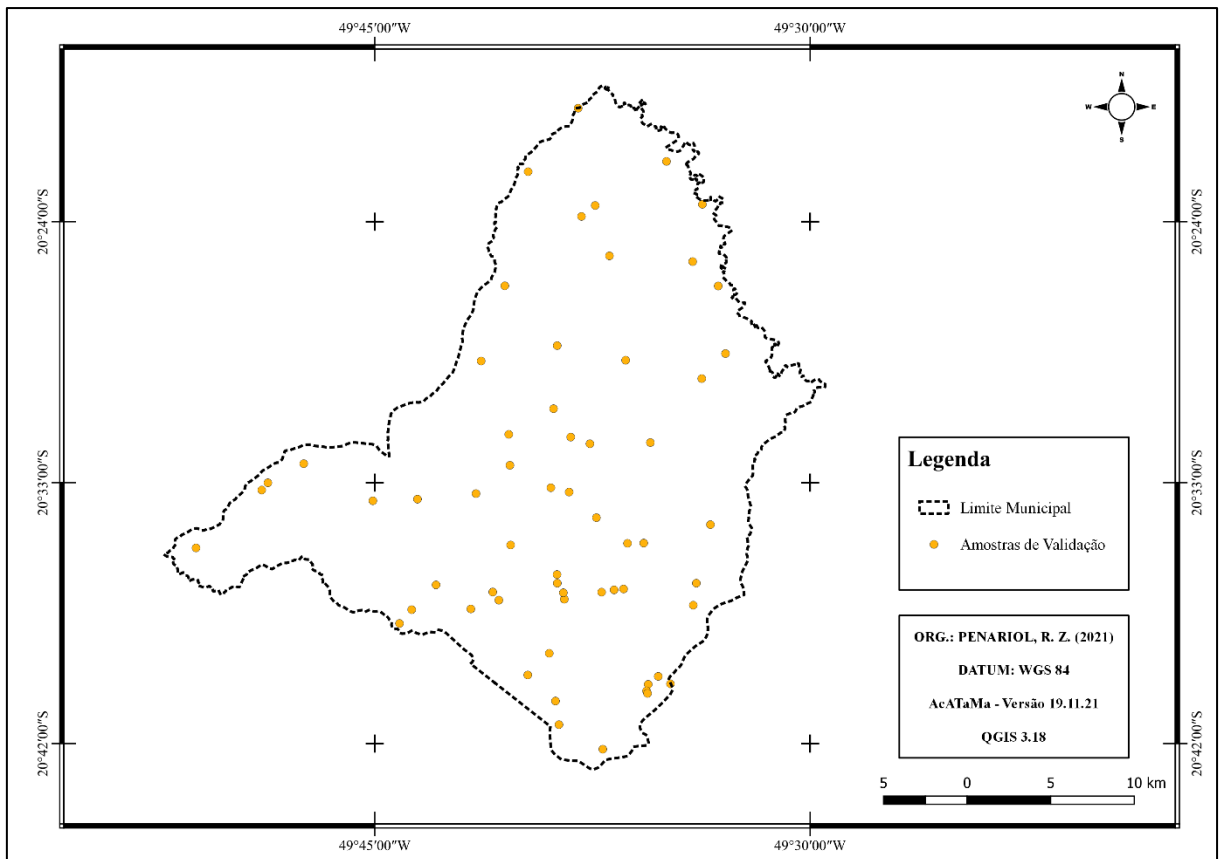 49°45'00"W
49°30'00"W
N
W
E
S
20°24'00"S
20°24'00"S
20°33'00"S
20°33'00"S
20°42'00"S
20°42'00"S
Legenda
Limite Municipal
Amostras de Validação
ORG.: PENARIOL, R. Z. (2021)
DATUM: WGS 84
AcATaMa - Versão 19.11.21
QGIS 3.18
5 0 5 10 km
49°45'00"W
49°30'00"W